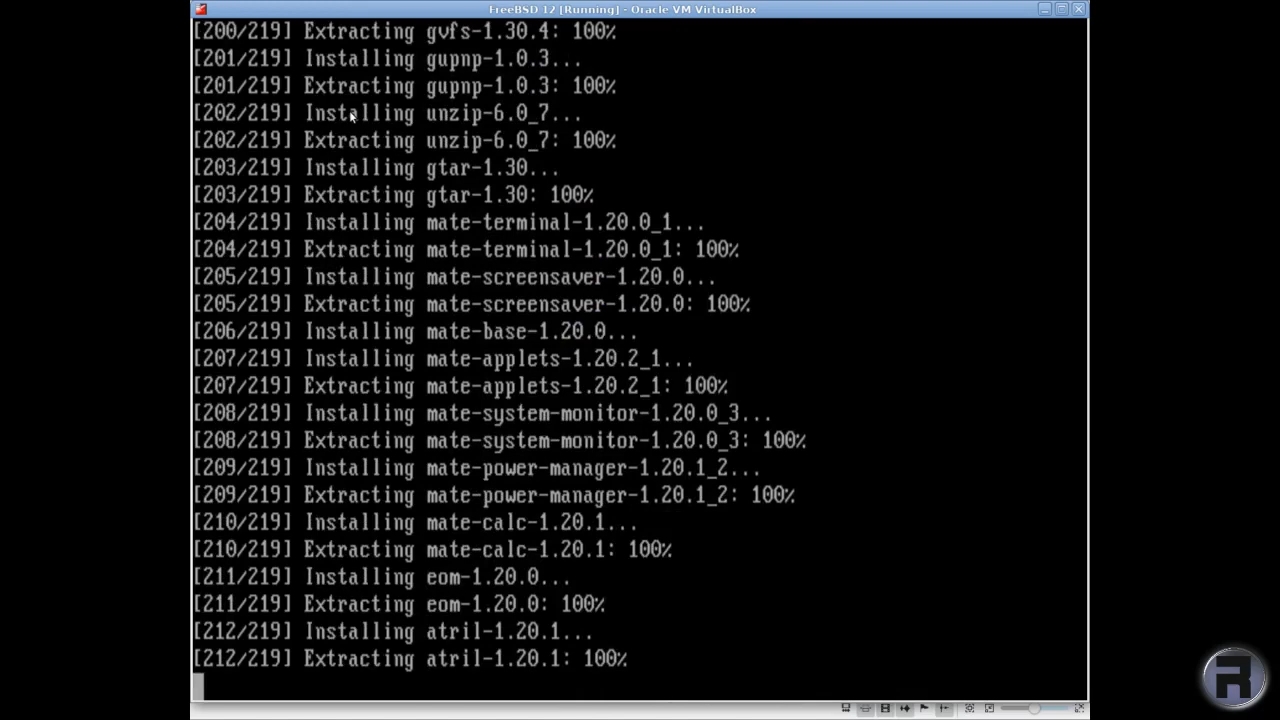 FreeBSD 12 [Running] - Oracle VM VirtualBox
[200/219] Extracting gvfs-1.30.4: 100%
[201/219] Installing gupnp-1.0.3...
[201/219] Extracting gupnp-1.0.3: 100%
[202/219] Installing unzip-6.0_7...
[202/219] Extracting unzip-6.0_7: 100%
[203/219] Installing gtar-1.30...
[203/219] Extracting gtar-1.30: 100%
[204/219] Installing mate-terminal-1.20.0_1...
[204/219] Extracting mate-terminal-1.20.0_1: 100%
[205/219] Installing mate-screensaver-1.20.0...
[205/219] Extracting mate-screensaver-1.20.0: 100%
[206/219] Installing mate-base-1.20.0...
[207/219] Installing mate-applets-1.20.2_1...
[207/219] Extracting mate-applets-1.20.2_1: 100%
[208/219] Installing mate-system-monitor-1.20.0_3...
[208/219] Extracting mate-system-monitor-1.20.0_3: 100%
[209/219] Installing mate-power-manager-1.20.1_2...
[209/219] Extracting mate-power-manager-1.20.1_2: 100%
[210/219] Installing mate-calc-1.20.1...
[210/219] Extracting mate-calc-1.20.1: 100%
[211/219] Installing eom-1.20.0...
[211/219] Extracting eom-1.20.0: 100%
[212/219] Installing atril-1.20.1...
[212/219] Extracting atril-1.20.1: 100%
R